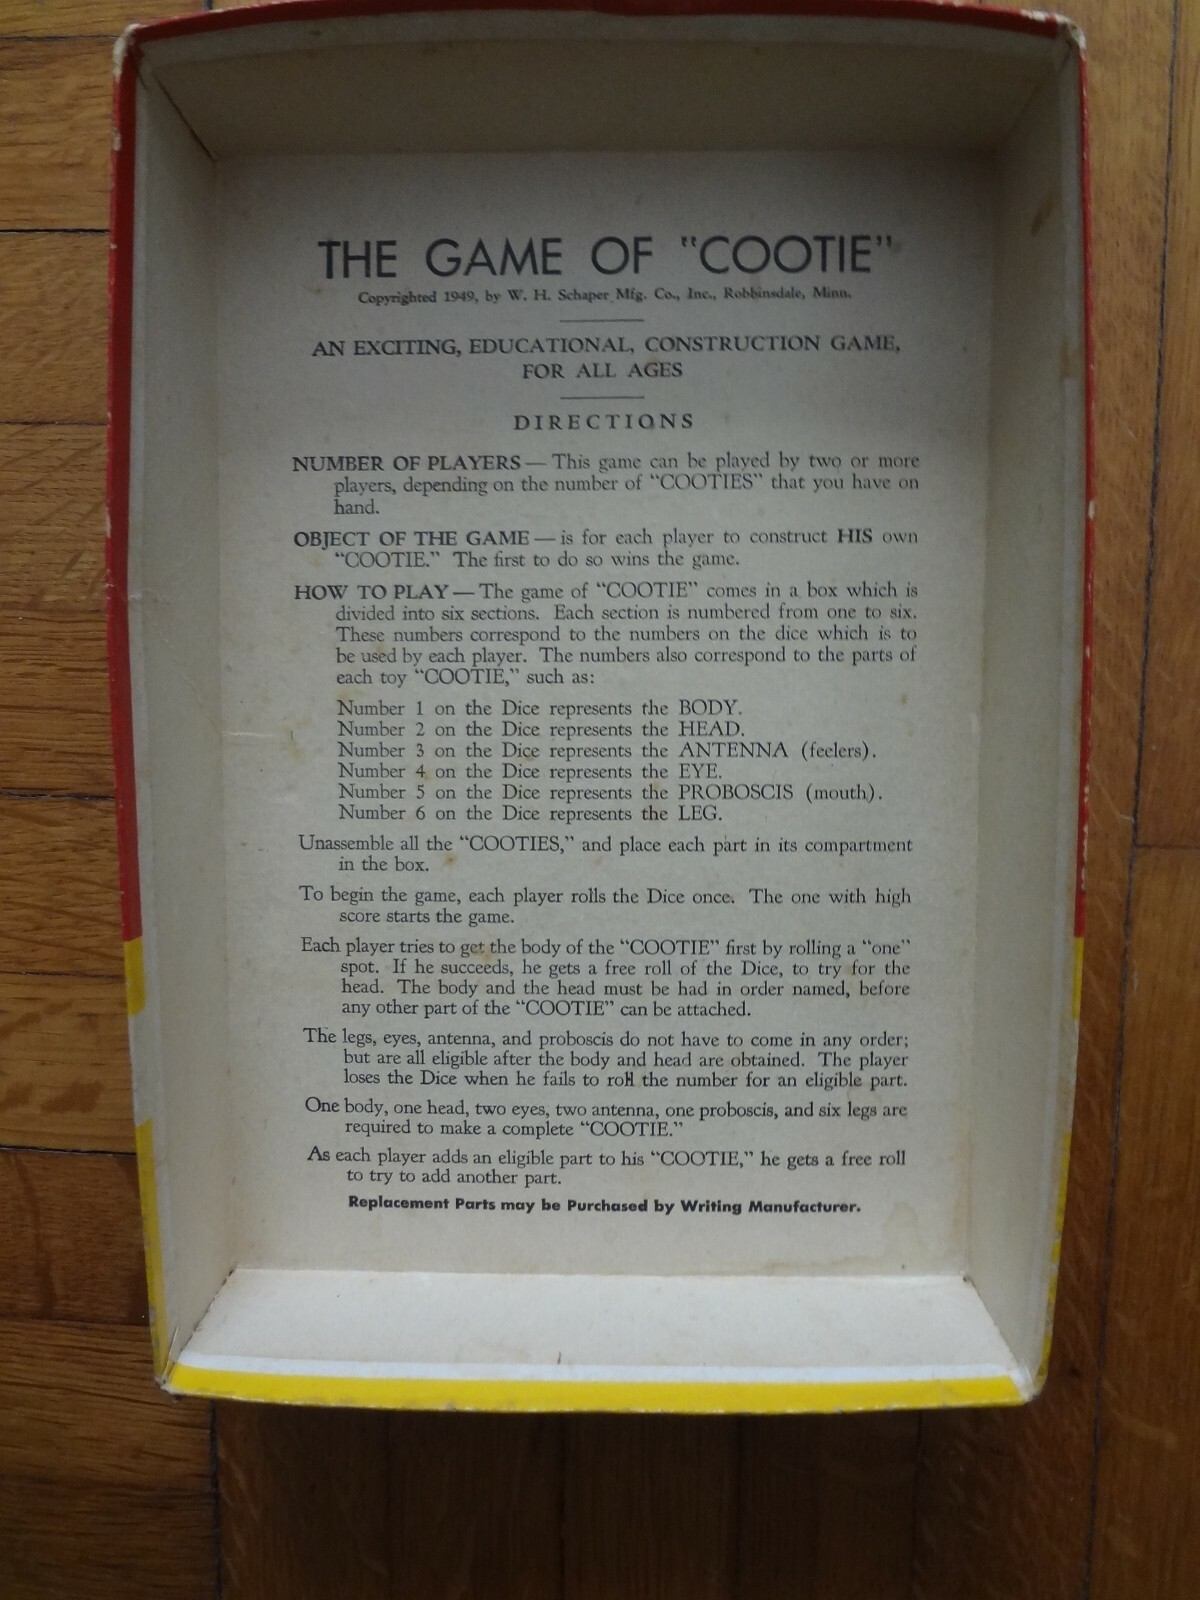 THE GAME OF "COOTIE"
Copyrighted 1949, by W. H. Schaper Mfg. Co., Inc., Robbinsdale, Minn.
AN EXCITING, EDUCATIONAL, CONSTRUCTION GAME,
FOR ALL AGES
DIRECTIONS
NUMBER OF PLAYERS — This game can be played by two or more
players, depending on the number of "COOTIES" that you have on
hand.
OBJECT OF THE GAME — is for each player to construct HIS own
"COOTIE." The first to do so wins the game.
HOW TO PLAY — The game of "COOTIE" comes in a box which is
divided into six sections. Each section is numbered from one to six.
These numbers correspond to the numbers on the dice which is to
be used by each player. The numbers also correspond to the parts of
each toy "COOTIE," such as:
Number 1 on the Dice represents the BODY.
Number 2 on the Dice represents the HEAD.
Number 3 on the Dice represents the ANTENNA (feelers).
Number 4 on the Dice represents the EYE.
Number 5 on the Dice represents the PROBOSCIS (mouth).
Number 6 on the Dice represents the LEG.
Unassemble all the "COOTIES," and place each part in its compartment
in the box.
To begin the game, each player rolls the Dice once. The one with high
score starts the game.
Each player tries to get the body of the "COOTIE" first by rolling a "one"
spot. If he succeeds, he gets a free roll of the Dice, to try for the
head. The body and the head must be had in order named, before
any other part of the "COOTIE" can be attached.
The legs, eyes, antenna, and proboscis do not have to come in any order;
but are all eligible after the body and head are obtained. The player
loses the Dice when he fails to roll the number for an eligible part.
One body, one head, two eyes, two antenna, one proboscis, and six legs are
required to make a complete "COOTIE."
As each player adds an eligible part to his "COOTIE," he gets a free roll
to try to add another part.
Replacement Parts may be Purchased by Writing Manufacturer.